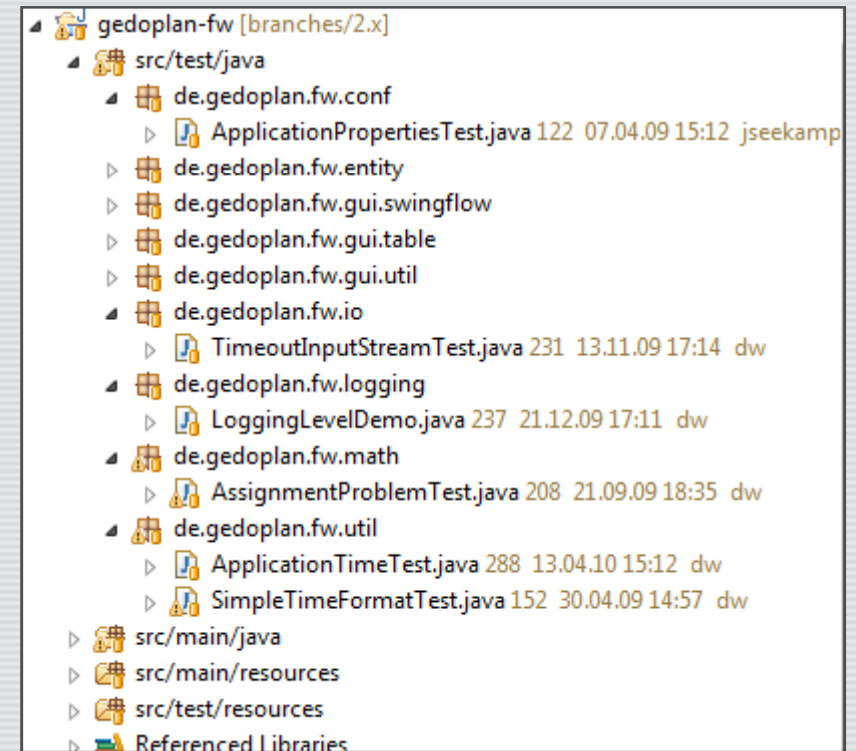 gedoplan-fw [branches/2.x]
src/test/java
de.gedoplan.fw.conf
ApplicationPropertiesTest.java 122 07.04.09 15:12 jseekamp
de.gedoplan.fw.entity
de.gedoplan.fw.gui.swingflow
de.gedoplan.fw.gui.table
de.gedoplan.fw.gui.util
de.gedoplan.fw.io
TimeoutInputStreamTest.java 231 13.11.09 17:14 dw
de.gedoplan.fw.logging
LoggingLevelDemo.java 237 21.12.09 17:11 dw
de.gedoplan.fw.math
AssignmentProblemTest.java 208 21.09.09 18:35 dw
de.gedoplan.fw.util
ApplicationTimeTest.java 288 13.04.10 15:12 dw
SimpleTimeFormatTest.java 152 30.04.09 14:57 dw
src/main/java
src/main/resources
src/test/resources
Referenced Libraries